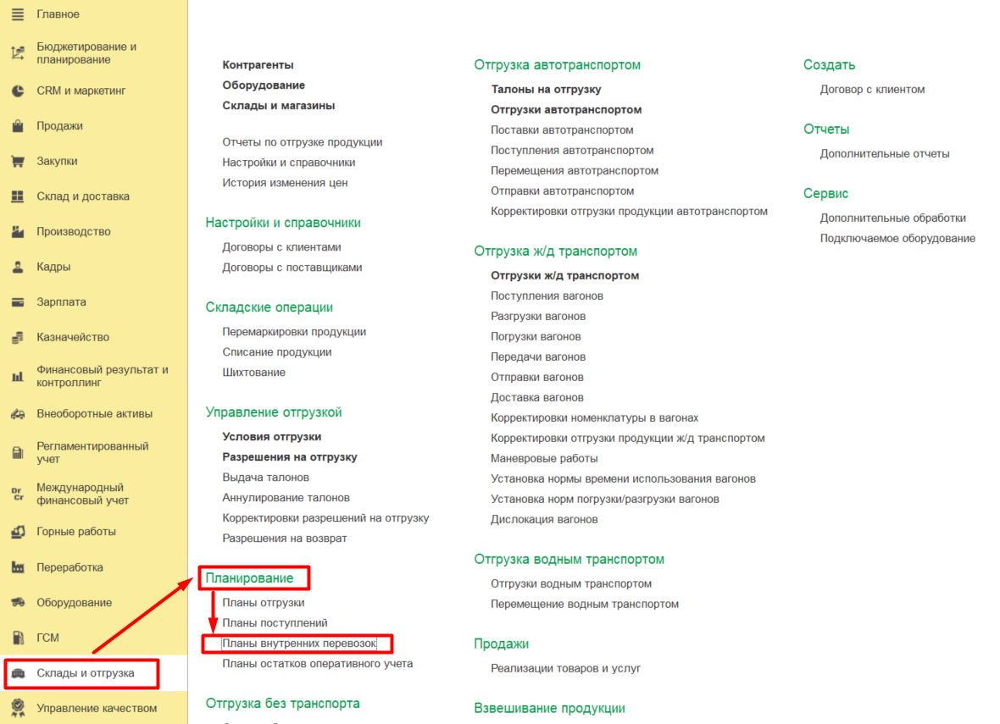 Главное
Бюджетирование и
планирование
CRM и маркетинг
Продажи
Закупки
Склад и доставка
Производство
Кадры
Зарплата
Казначейство
Финансовый результат и
контроллинг
Внеоборотные активы
Регламентированный
учет
Международный
финансовый учет
Горные работы
Переработка
Оборудование
ГСМ
Склады и отгрузка
Управление качеством
Контрагенты
Оборудование
Склады и магазины
Отчеты по отгрузке продукции
Настройки и справочники
История изменения цен
Настройки и справочники
Договоры с клиентами
Договоры с поставщиками
Складские операции
Перемаркировки продукции
Списание продукции
Шихтование
Управление отгрузкой
Условия отгрузки
Разрешения на отгрузку
Выдача талонов
Аннулирование талонов
Корректировки разрешений на отгрузку
Разрешения на возврат
Планирование
Планы отгрузки
Планы поступлений
Планы внутренних перевозок
Планы остатков оперативного учета
Отгрузка без транспорта
Отгрузка автотранспортом
Талоны на отгрузку
Отгрузки автотранспортом
Поставки автотранспортом
Поступления автотранспортом
Перемещения автотранспортом
Отправки автотранспортом
Корректировки отгрузки продукции автотранспортом
Отгрузка ж/д транспортом
Отгрузки ж/д транспортом
Поступления вагонов
Разгрузки вагонов
Погрузки вагонов
Передачи вагонов
Отправки вагонов
Доставка вагонов
Корректировки номенклатуры в вагонах
Корректировки отгрузки продукции ж/д транспортом
Маневровые работы
Установка нормы времени использования вагонов
Установка норм погрузки/разгрузки вагонов
Дислокация вагонов
Отгрузка водным транспортом
Отгрузки водным транспортом
Перемещение водным транспортом
Продажи
Реализации товаров и услуг
Взвешивание продукции
Создать
Договор с клиентом
Отчеты
Дополнительные отчеты
Сервис
Дополнительные обработки
Подключаемое оборудование